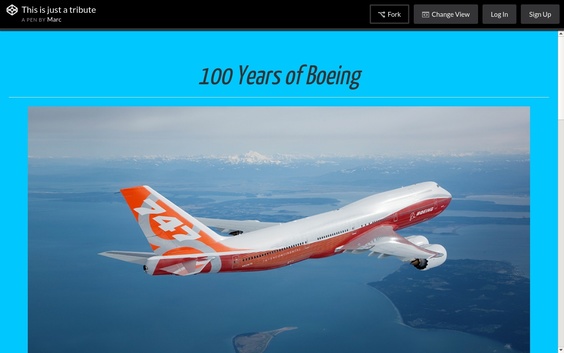 This is just a tribute
A PEN BY Marc
Fork
Change View
Log In
Sign Up
100 Years of Boeing
747
BOEING